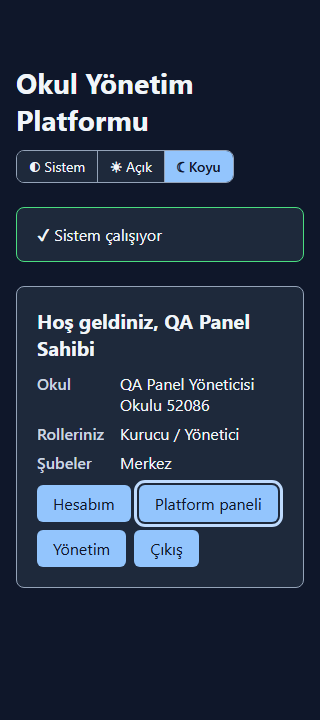 Okul Yönetim
Platformu
◐ Sistem ☀ Açık ☾ Koyu
✓ Sistem çalışıyor
Hoş geldiniz, QA Panel
Sahibi
Okul QA Panel Yöneticisi
Okulu 52086
Rolleriniz Kurucu / Yönetici
Şubeler Merkez
Hesabım Platform paneli
Yönetim Çıkış